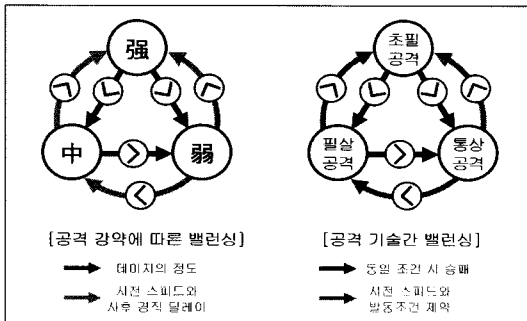 强
中
弱
초필
공격
필살
공격
통상
공격
[공격 강약에 따른 밸런싱]
데미지의 정도
시전 스피드와
사후 경직 딜레이
[공격 기술간 밸런싱]
동일 조건 시 승패
시전 스피드와
발동조건 제약